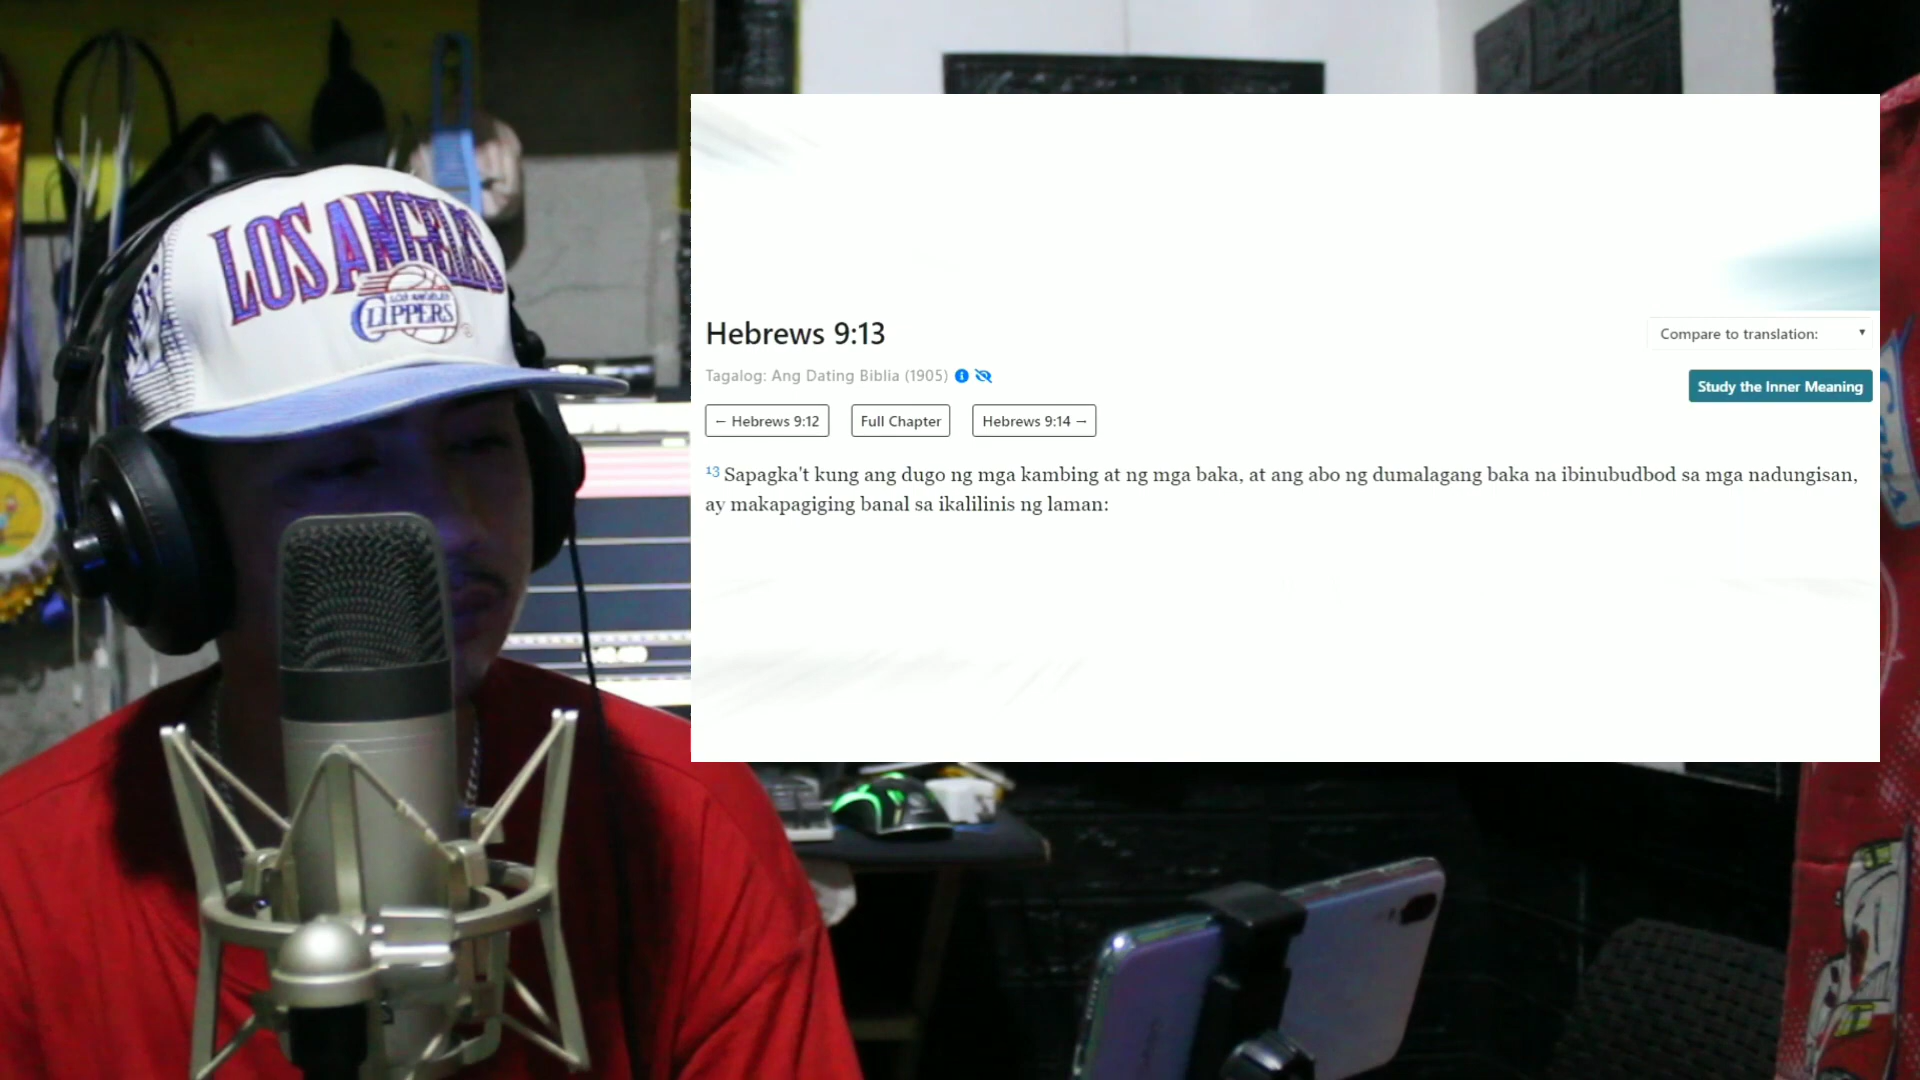 LOS ANGELES
LOS ANGELES
CLIPPERS
Hebrews 9:13
Compare to translation:
Tagalog: Ang Dating Biblia (1905)
Study the Inner Meaning
← Hebrews 9:12
Full Chapter
Hebrews 9:14 →
13 Sapagka't kung ang dugo ng mga kambing at ng mga baka, at ang abo ng dumalagang baka na ibinubudbod sa mga nadungisan,
ay makapagiging banal sa ikalilinis ng laman: